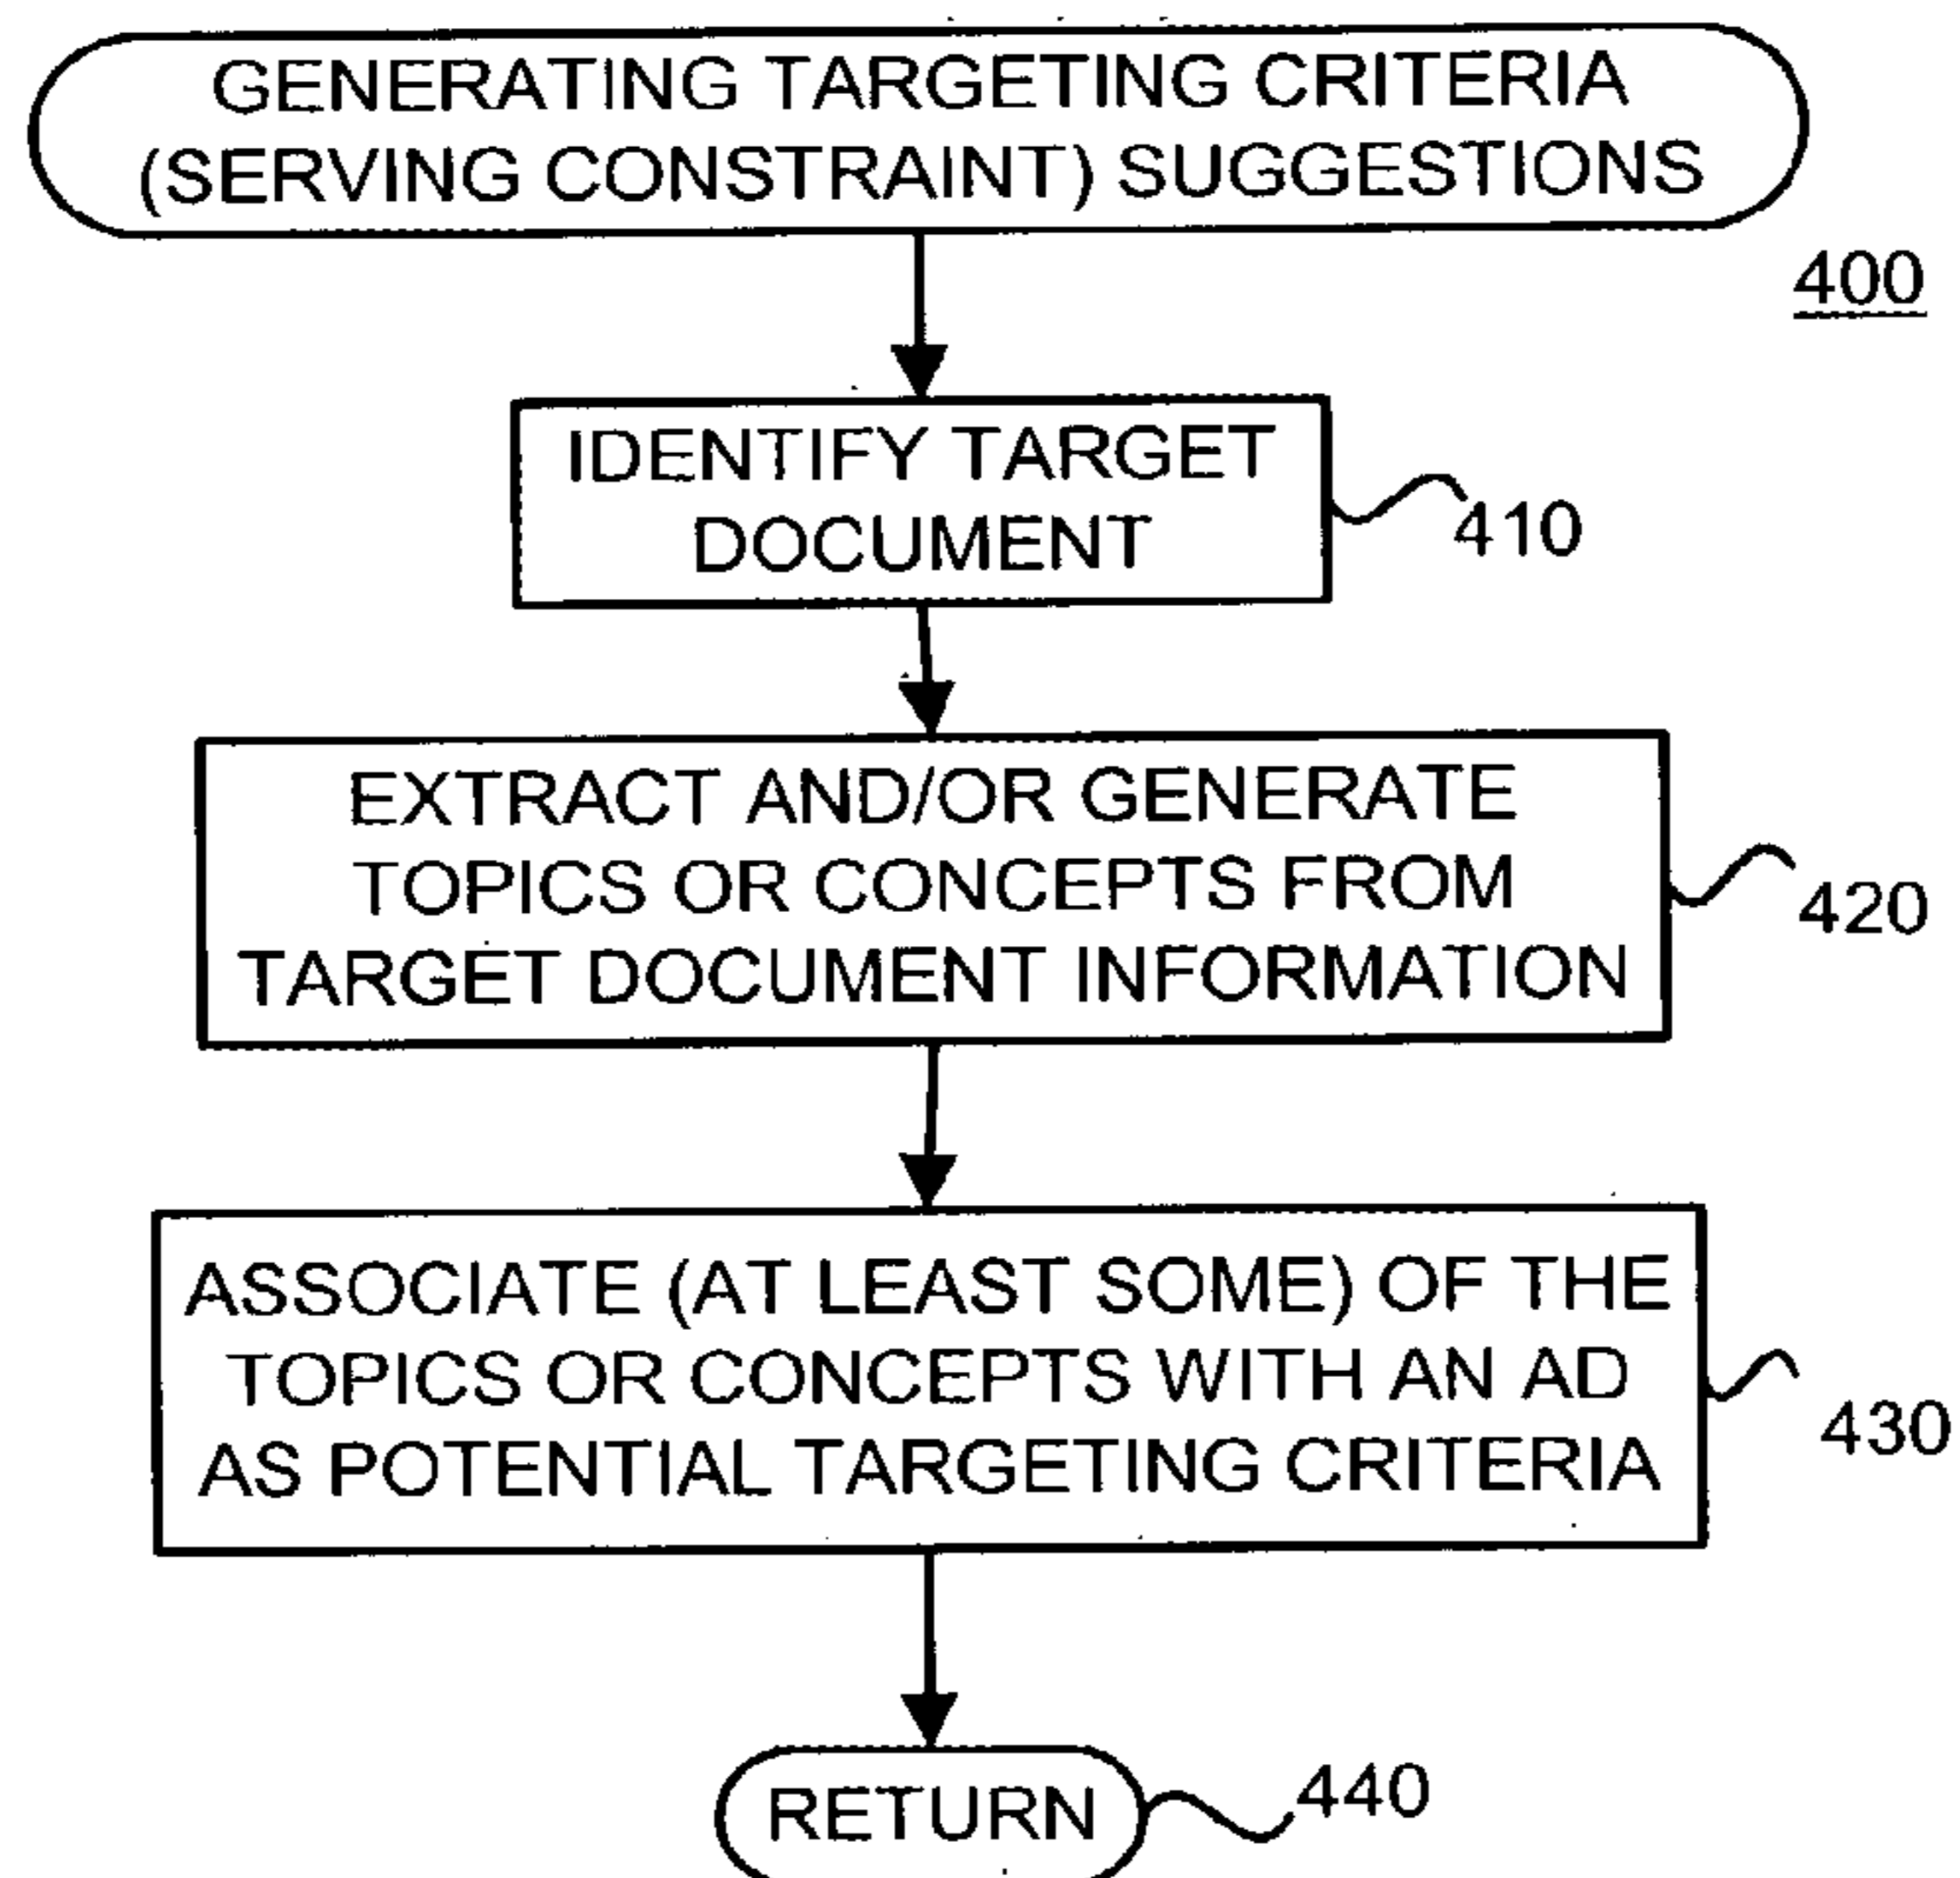 GENERATING TARGETING CRITERIA
(SERVING CONSTRAINT) SUGGESTIONS
400
IDENTIFY TARGET
DOCUMENT
410
EXTRACT AND/OR GENERATE
TOPICS OR CONCEPTS FROM
TARGET DOCUMENT INFORMATION
420
ASSOCIATE (AT LEAST SOME) OF THE
TOPICS OR CONCEPTS WITH AN AD
AS POTENTIAL TARGETING CRITERIA
430
RETURN
440